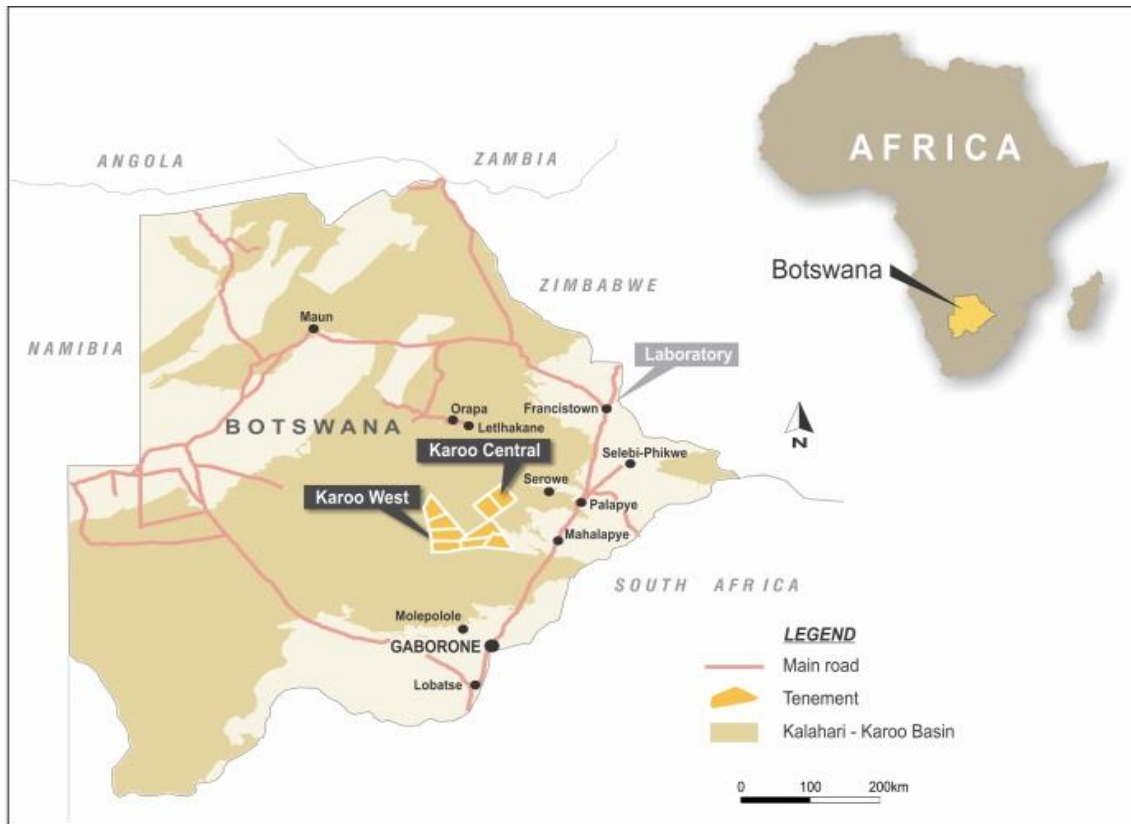 AFRICA
Botswana
ANGOLA
ZAMBIA
ZIMBABWE
NAMIBIA
Maun
Laboratory
Orapa
Francistown
BOTSWANA
Letlhakane
N
Karoo Central
Selebi-Phikwe
Serowe
Karoo West
Palapye
Mahalapye
SOUTH AFRICA
Molepolole
GABORONE
Lobatse
LEGEND
Main road
Tenement
Kalahari - Karoo Basin
0 100 200km